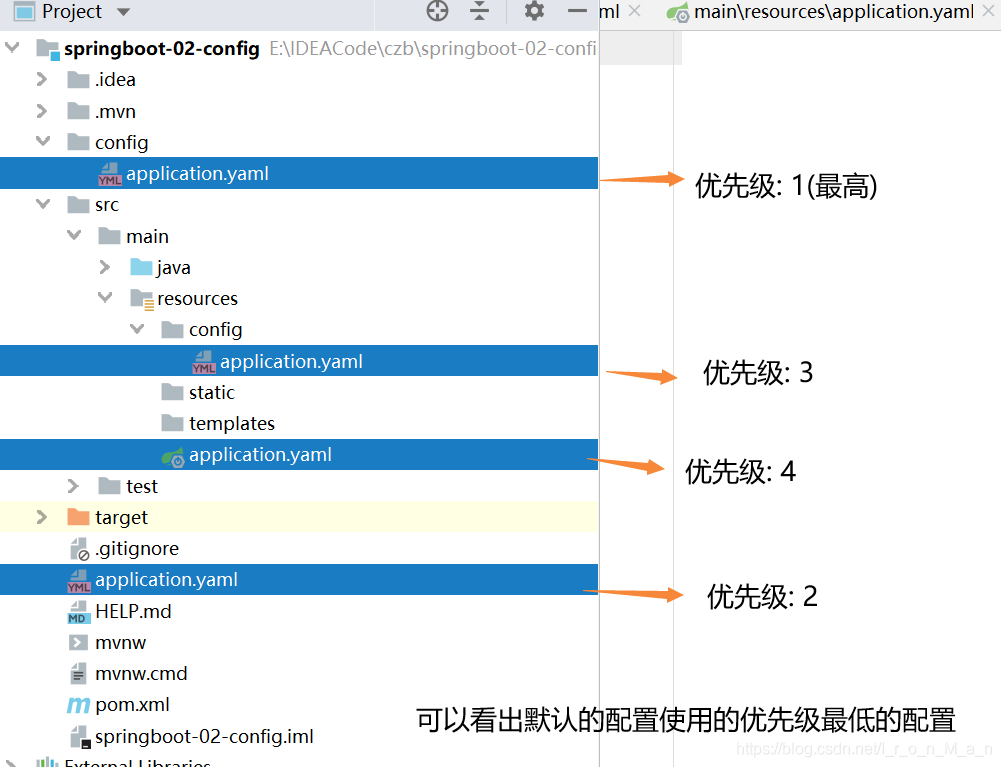 Project ml main\resources\application.yaml
springboot-02-config E:\IDEACode\czb\springboot-02-confi
.idea
.mvn
config
application.yaml 优先级: 1(最高)
src
main
java
resources
config
application.yaml 优先级: 3
static
templates
application.yaml 优先级: 4
test
target
.gitignore
application.yaml 优先级: 2
HELP.md
mvnw
mvnw.cmd
pom.xml
可以看出默认的配置使用的优先级最低的配置
springboot-02-config.iml
https://blog.csdn.net/I_r_o_n_M_a_n
External Libraries